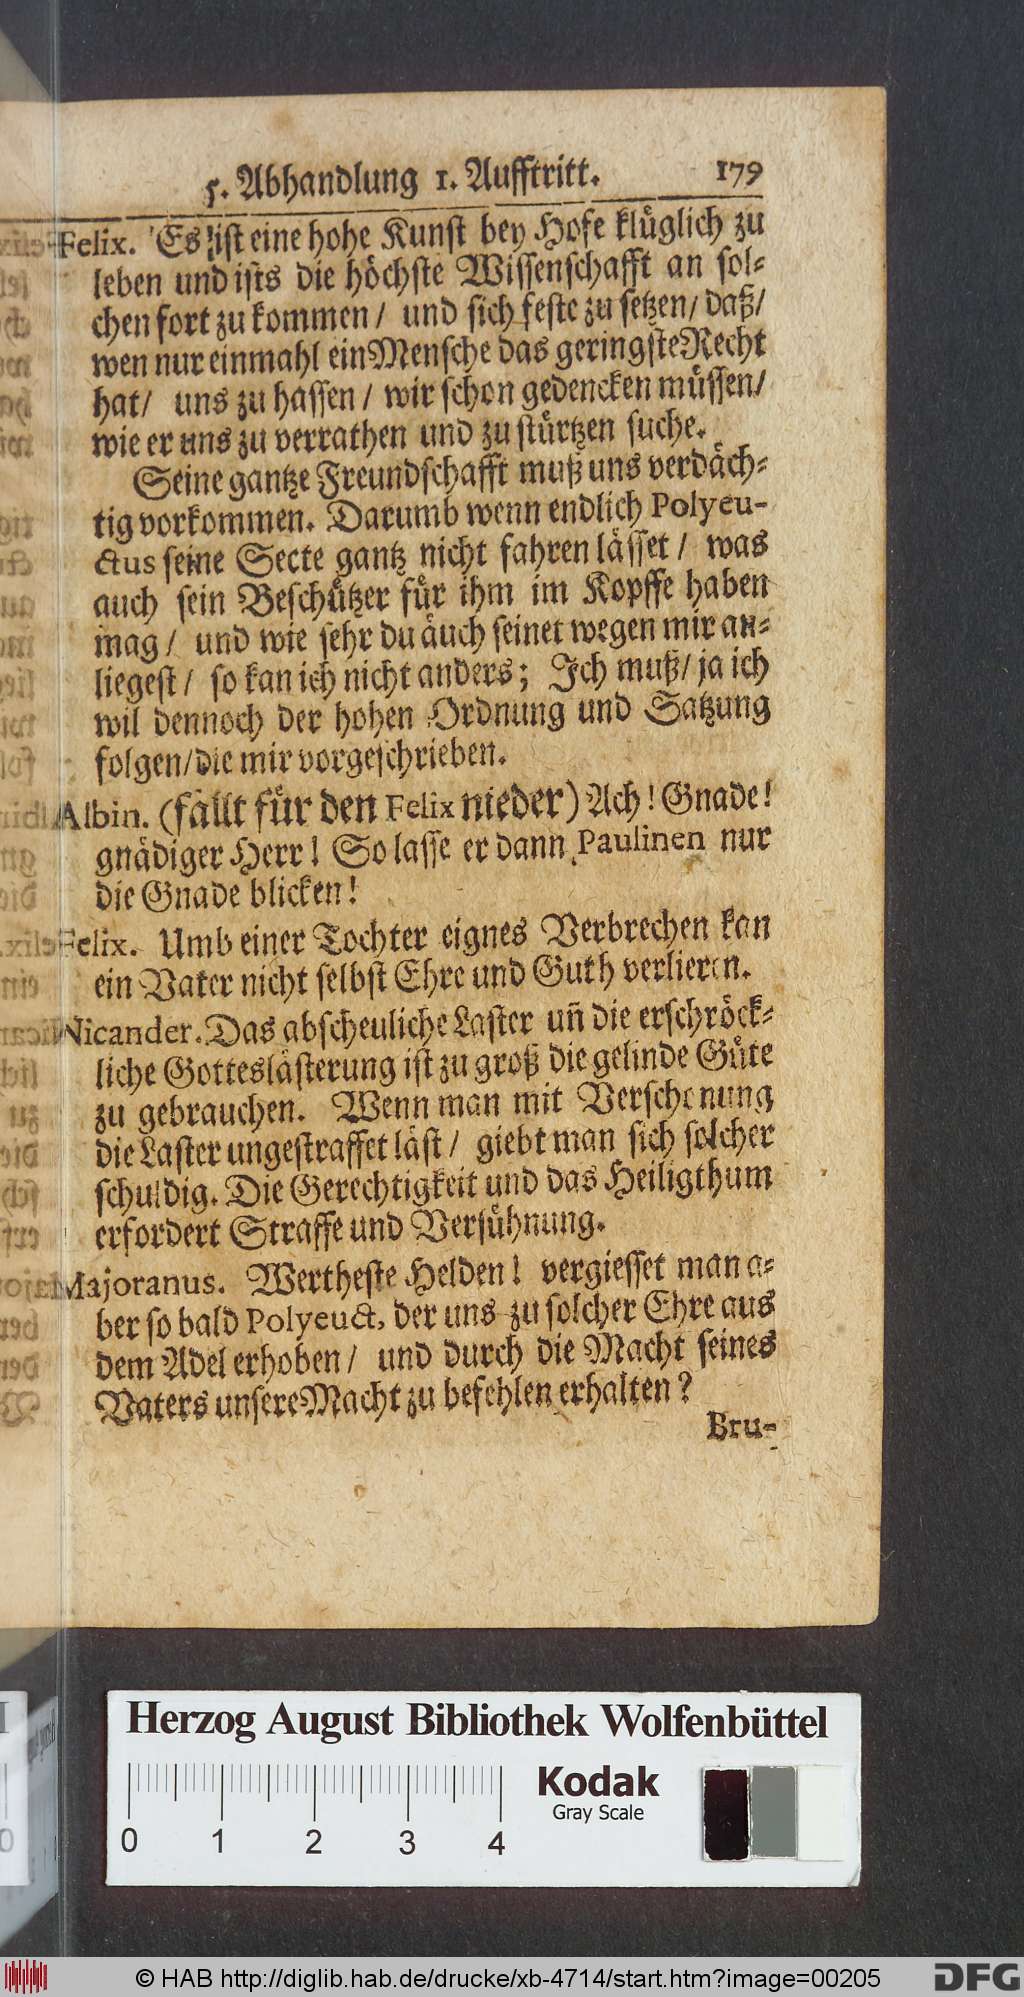 5. Abhandlung 1. Aufftritt. 179
Felix. Es ist eine hohe Kunst bey Hofe klüglich zu
leben und ists die höchste Wissenschafft an sol-
chen fort zu kommen / und sich feste zu setzen / daß /
wen nur einmahl ein Mensche das geringste Recht
hat / uns zu hassen / wir schon gedencken müssen /
wie er uns zu verrathen und zu stürtzen suche.
Seine gantze Freundschafft muß uns verdäch-
tig vorkommen. Darumb wenn endlich Polyeu-
ctus seine Secte gantz nicht fahren lässet / was
auch sein Beschützer für ihm im Kopffe haben
mag / und wie sehr du äuch seinet wegen mir an-
liegest / so kan ich nicht anders; Ich muß / ja ich
wil dennoch der hohen Ordnung und Satzung
folgen / die mir vorgeschrieben.
Albin. (fällt für den Felix nieder) Ach! Gnade!
gnädiger Herr! So lasse er dann Paulinen nur
die Gnade blicken!
Felix. Umb einer Tochter eignes Verbrechen kan
ein Vater nicht selbst Ehre und Guth verlieren.
Nicander. Das abscheuliche Laster uñ die erschröck-
liche Gotteslästerung ist zu groß die gelinde Güte
zu gebrauchen. Wenn man mit Verschonung
die Laster ungestraffet läst / giebt man sich solcher
schuldig. Die Gerechtigkeit und das Heiligthum
erfordert Straffe und Versühnung.
Majoranus. Wertheste Helden! vergiesset man a-
ber so bald Polyeuct, der uns zu solcher Ehre aus
dem Adel erhoben / und durch die Macht seines
Vaters unsere Macht zu befehlen erhalten?
Bru-
Herzog August Bibliothek Wolfenbüttel
Kodak
Gray Scale
0 1 2 3 4
© HAB http://diglib.hab.de/drucke/xb-4714/start.htm?image=00205
DFG